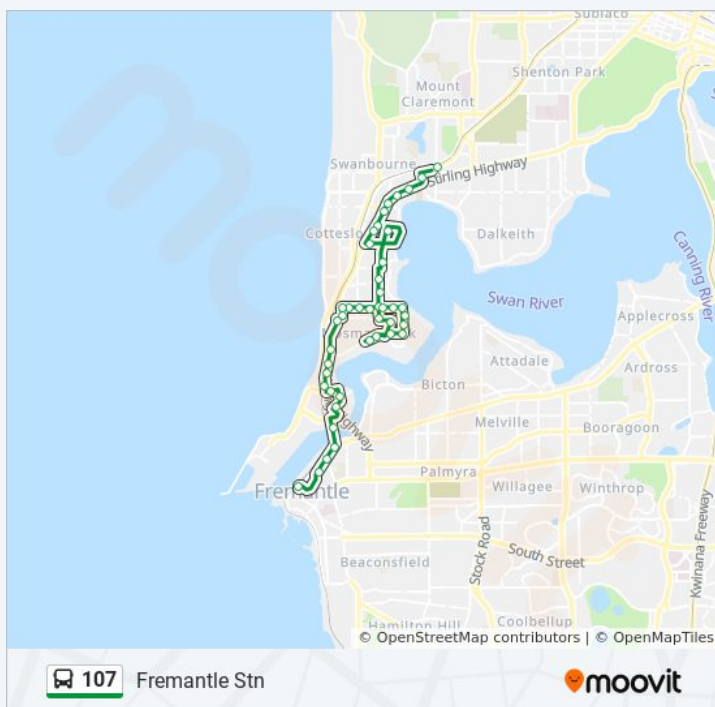 Subiaco
Shenton Park
Mount
Claremont
Swanbourne
Stirling Highway
Cottesloe
Dalkeith
Canning River
Swan River
Applecross
Attadale
Ardross
Bicton
Melville
Booragoon
Highway
Palmyra
Willagee
Winthrop
Fremantle
Stock Road
South Street
Kwinana Freeway
Beaconsfield
Hamilton Hill
Coolbellup
© OpenStreetMap contributors | © OpenMapTiles
107 Fremantle Stn
moovit